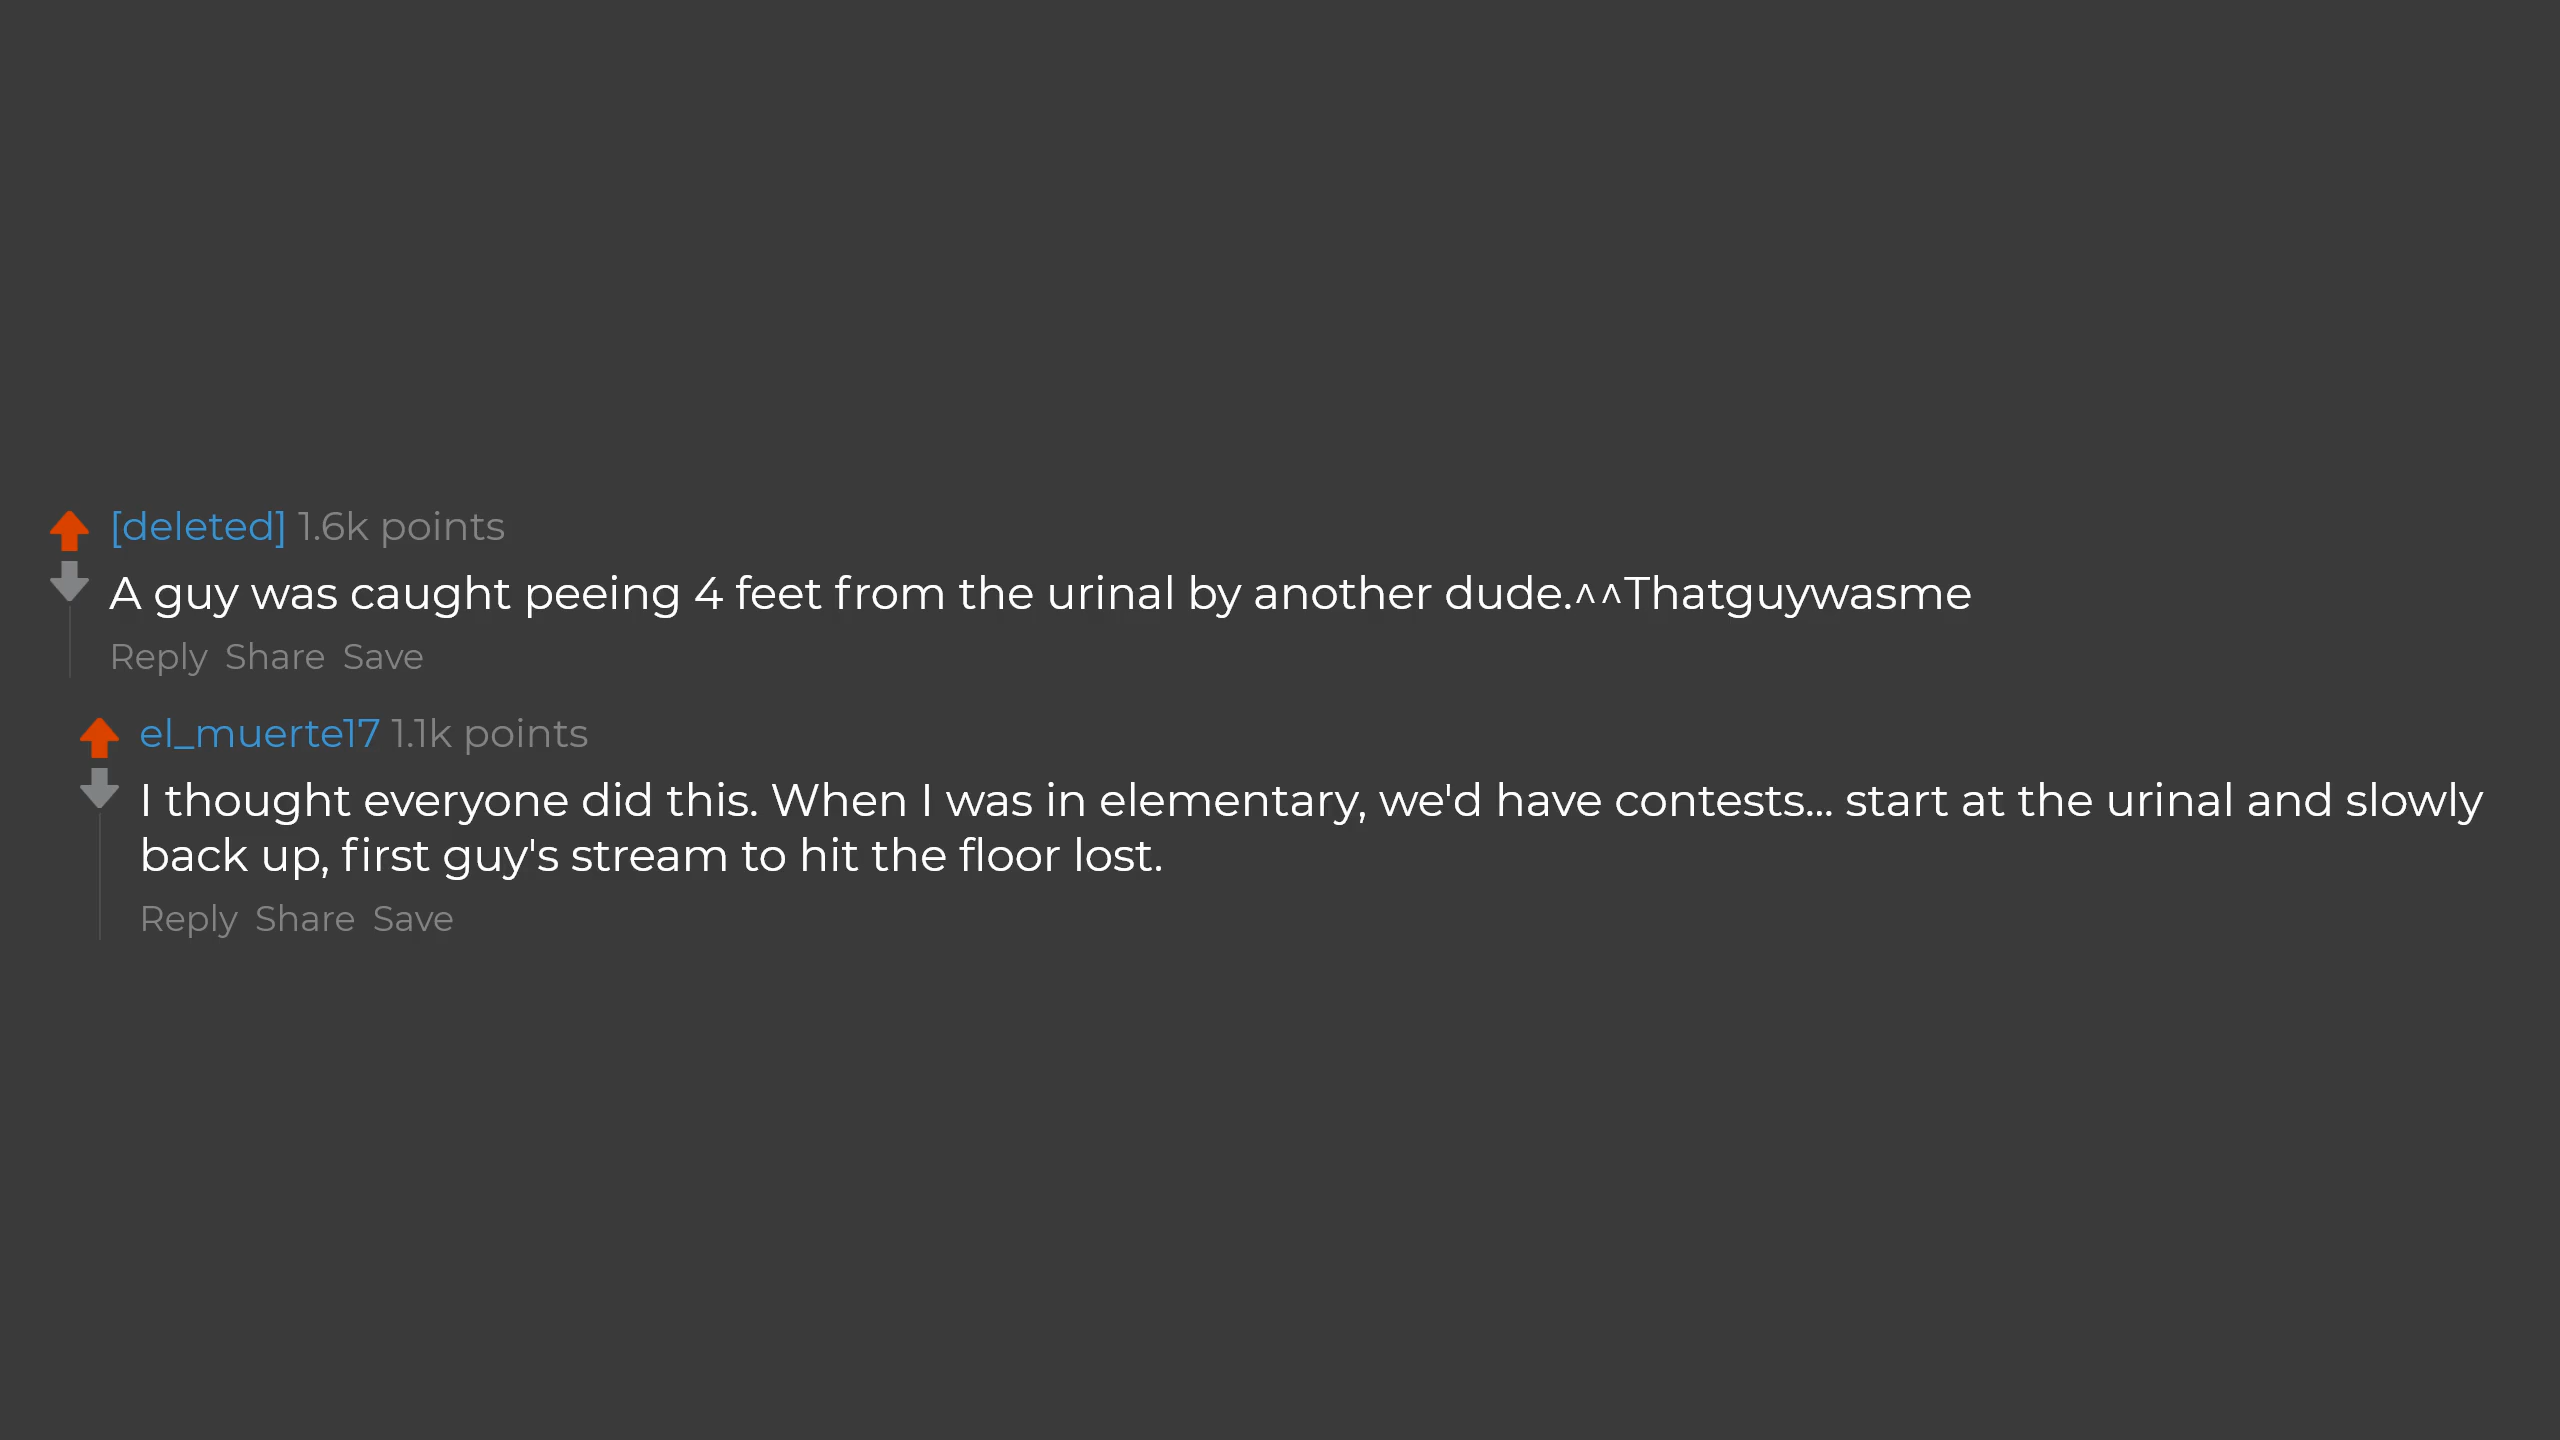 [deleted] 1.6k points
A guy was caught peeing 4 feet from the urinal by another dude.^^Thatguywasme
Reply Share Save
el_muerte17 1.1k points
I thought everyone did this. When I was in elementary, we'd have contests... start at the urinal and slowly
back up, first guy's stream to hit the floor lost.
Reply Share Save